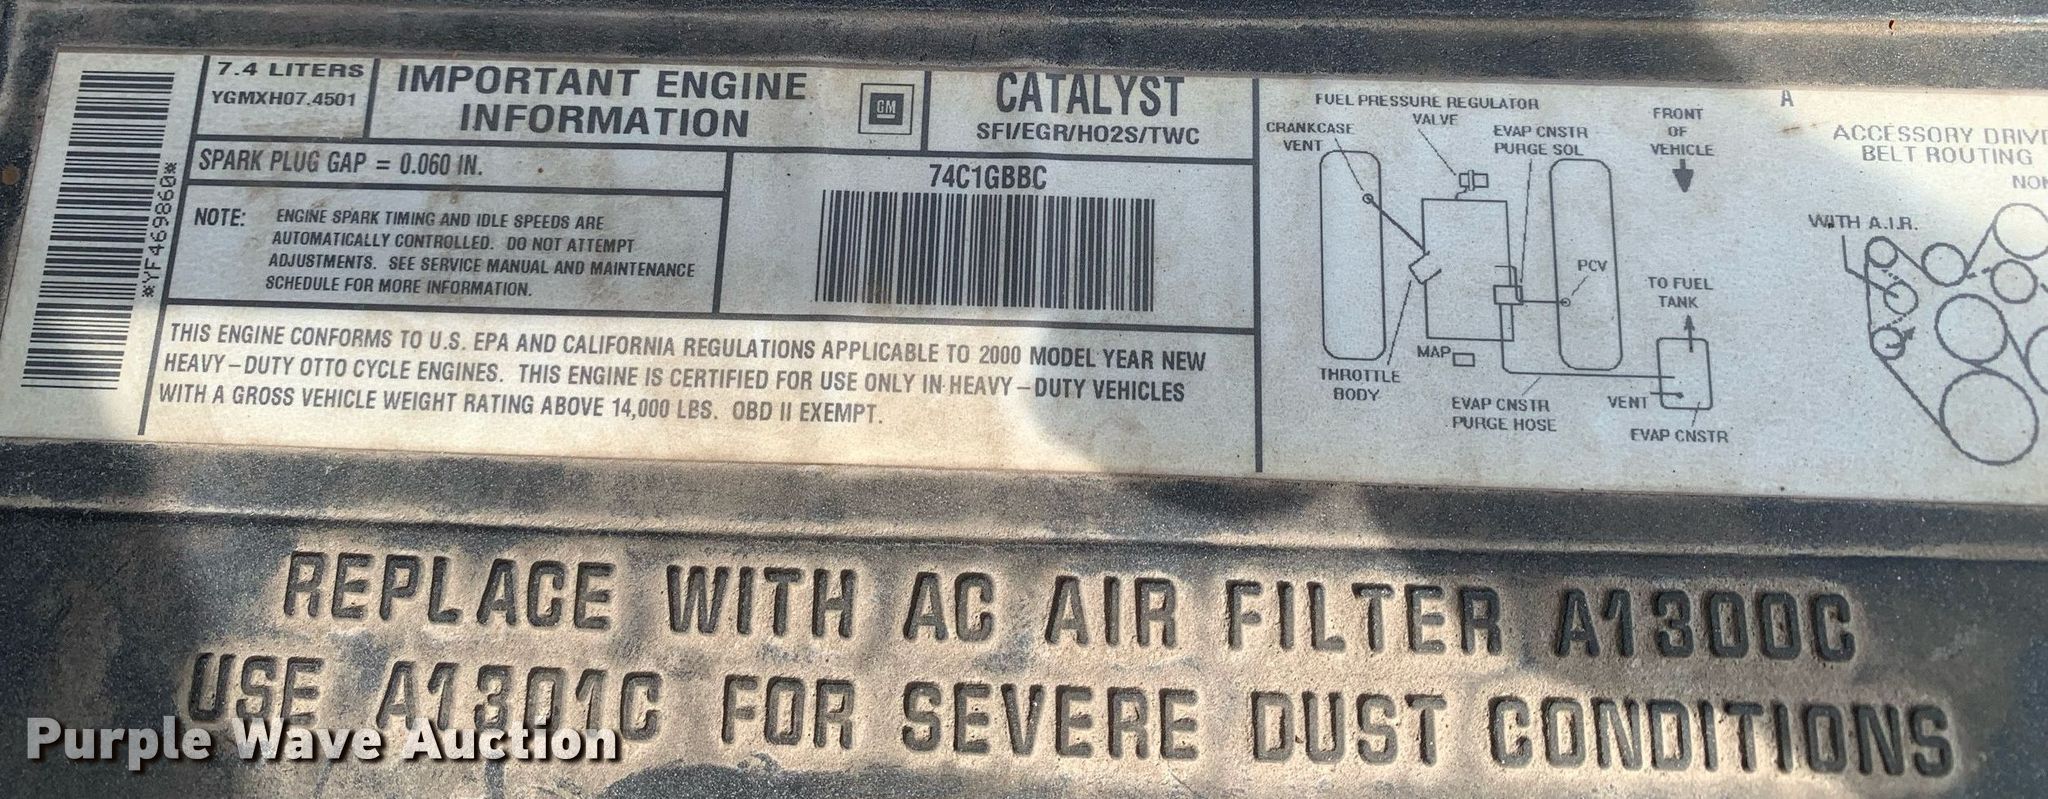 7.4 LITERS
YGMXH07.4501
IMPORTANT ENGINE
INFORMATION
GM
CATALYST
SFI/EGR/HO2S/TWC
SPARK PLUG GAP = 0.060 IN.
NOTE: ENGINE SPARK TIMING AND IDLE SPEEDS ARE
AUTOMATICALLY CONTROLLED. DO NOT ATTEMPT
ADJUSTMENTS. SEE SERVICE MANUAL AND MAINTENANCE
SCHEDULE FOR MORE INFORMATION.
74C1GBBC
*YF469860*
THIS ENGINE CONFORMS TO U.S. EPA AND CALIFORNIA REGULATIONS APPLICABLE TO 2000 MODEL YEAR NEW
HEAVY-DUTY OTTO CYCLE ENGINES. THIS ENGINE IS CERTIFIED FOR USE ONLY IN HEAVY-DUTY VEHICLES
WITH A GROSS VEHICLE WEIGHT RATING ABOVE 14,000 LBS. OBD II EXEMPT.
FUEL PRESSURE REGULATOR
VALVE
CRANKCASE
VENT
EVAP CNSTR
PURGE SOL
FRONT
OF
VEHICLE
PCV
TO FUEL
TANK
MAP
THROTTLE
BODY
EVAP CNSTR
PURGE HOSE
VENT
EVAP CNSTR
A
ACCESSORY DRIV
BELT ROUTING
WITH A.I.R.
REPLACE WITH AC AIR FILTER A1300C
USE A1301C FOR SEVERE DUST CONDITIONS
Purple Wave Auction